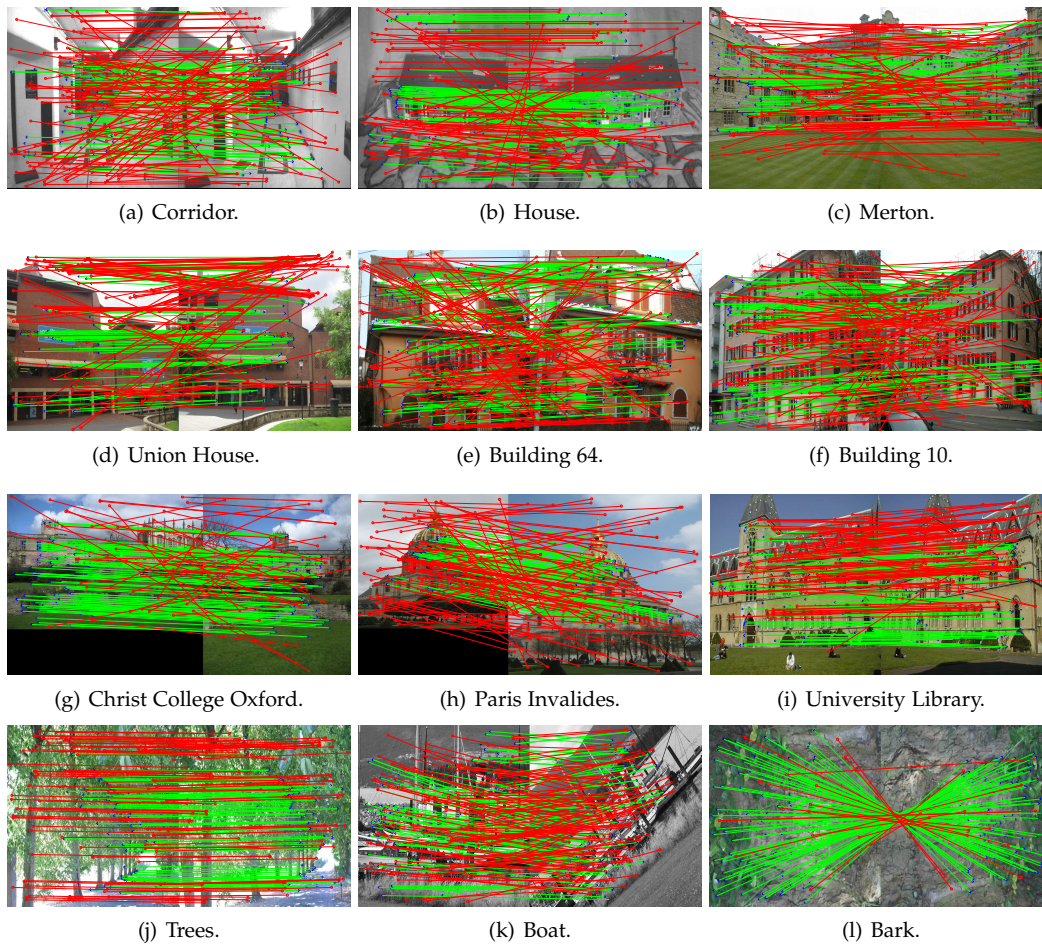 (a) Corridor.
(b) House.
(c) Merton.
(d) Union House.
(e) Building 64.
(f) Building 10.
(g) Christ College Oxford.
(h) Paris Invalides.
(i) University Library.
(j) Trees.
(k) Boat.
(l) Bark.